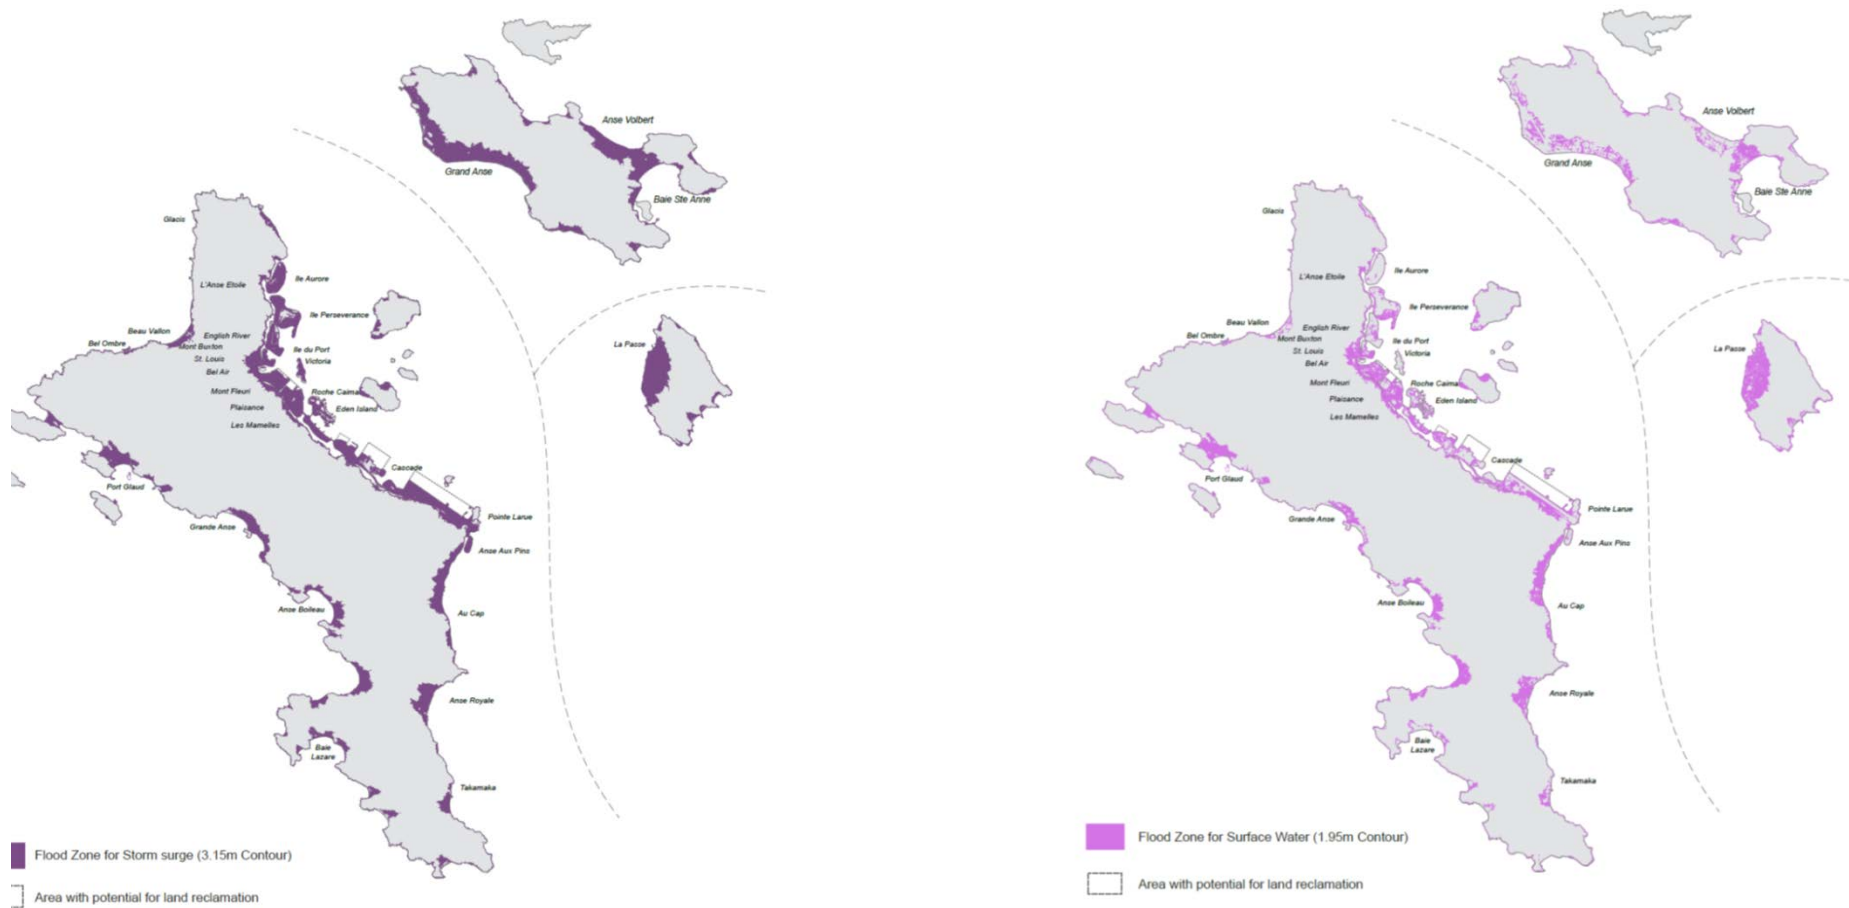 Anse Volbert
Grand Anse
Baie Ste Anne
Glacis
L'Anse Etoile
Ile Aurore
Ile Perseverance
Beau Vallon
Bel Ombre
English River
Mont Buxton
St. Louis
Bel Air
Ile du Port
Victoria
La Passe
Mont Fleuri
Roche Caiman
Plaisance
Eden Island
Les Mamelles
Cascade
Port Glaud
Pointe Larue
Grande Anse
Anse Aux Pins
Anse Boileau
Au Cap
Anse Royale
Baie
Lazare
Takamaka
Flood Zone for Storm surge (3.15m Contour)
Area with potential for land reclamation
Anse Volbert
Grand Anse
Baie Ste Anne
Glacis
L'Anse Etoile
Ile Aurore
Ile Perseverance
Beau Vallon
Bel Ombre
English River
Mont Buxton
St. Louis
Bel Air
Ile du Port
Victoria
La Passe
Mont Fleuri
Roche Caiman
Plaisance
Eden Island
Les Mamelles
Cascade
Port Glaud
Pointe Larue
Grande Anse
Anse Aux Pins
Anse Boileau
Au Cap
Anse Royale
Baie
Lazare
Takamaka
Flood Zone for Surface Water (1.95m Contour)
Area with potential for land reclamation